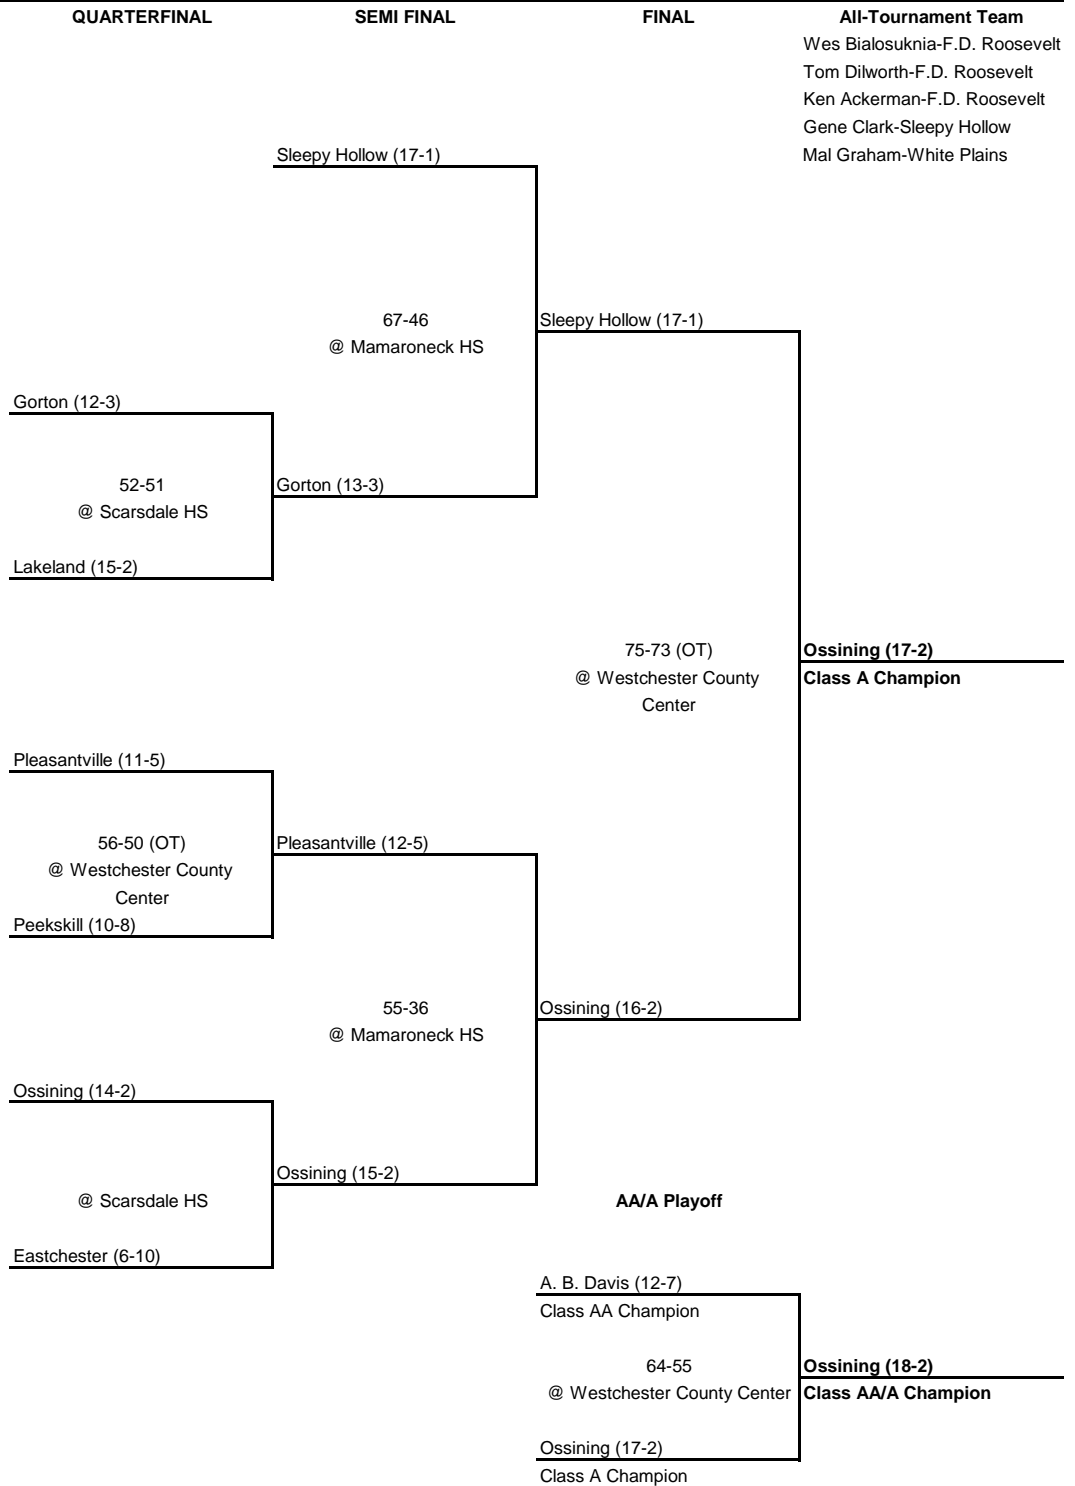 QUARTERFINAL SEMI FINAL FINAL All-Tournament Team
Wes Bialosuknia-F.D. Roosevelt
Tom Dilworth-F.D. Roosevelt
Ken Ackerman-F.D. Roosevelt
Gene Clark-Sleepy Hollow
Sleepy Hollow (17-1) Mal Graham-White Plains
67-46 Sleepy Hollow (17-1)
@ Mamaroneck HS
Gorton (12-3)
52-51 Gorton (13-3)
@ Scarsdale HS
Lakeland (15-2)
75-73 (OT) Ossining (17-2)
@ Westchester County Class A Champion
Center
Pleasantville (11-5)
56-50 (OT) Pleasantville (12-5)
@ Westchester County
Center
Peekskill (10-8)
55-36 Ossining (16-2)
@ Mamaroneck HS
Ossining (14-2)
Ossining (15-2)
@ Scarsdale HS AA/A Playoff
Eastchester (6-10)
A. B. Davis (12-7)
Class AA Champion
64-55 Ossining (18-2)
@ Westchester County Center Class AA/A Champion
Ossining (17-2)
Class A Champion